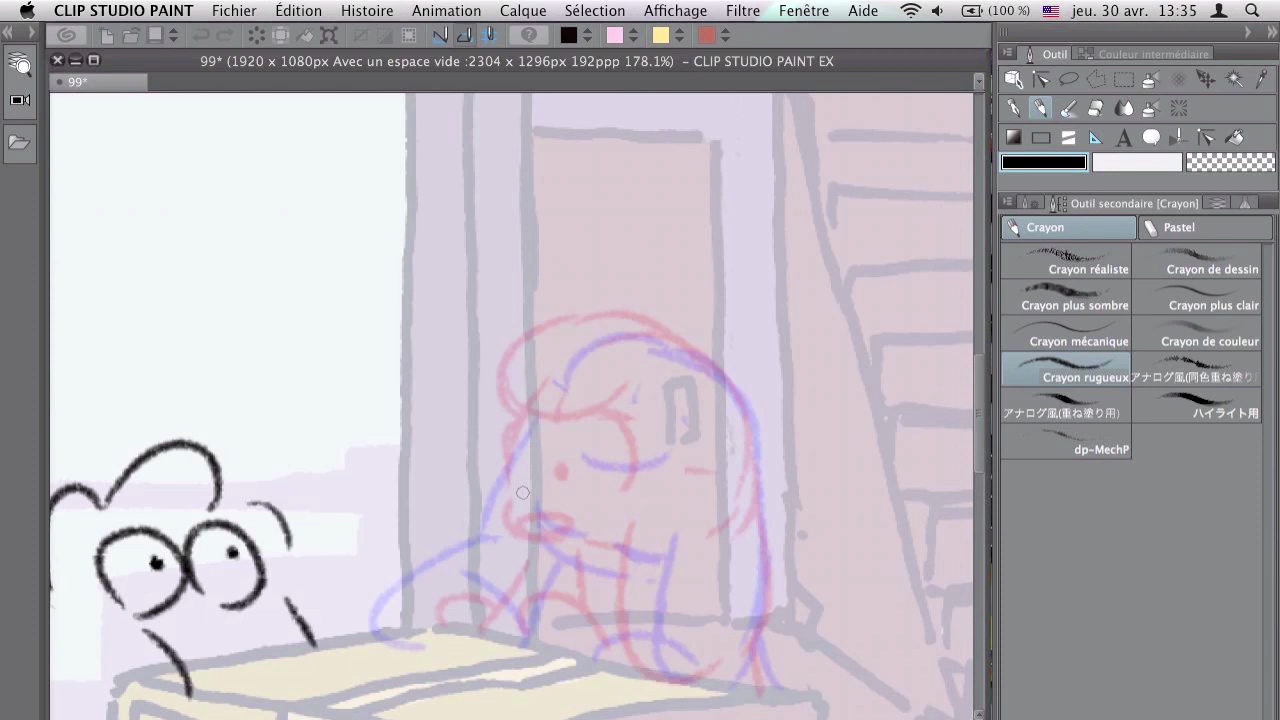 CLIP STUDIO PAINT Fichier Édition Histoire Animation Calque Sélection Affichage Filtre Fenêtre Aide (100 %) jeu. 30 avr. 13:35
99* (1920 x 1080px Avec un espace vide :2304 x 1296px 192ppp 178.1%) - CLIP STUDIO PAINT EX
Outil Couleur intermédiaire
99*
Outil secondaire [Crayon]
Crayon Pastel
Crayon réaliste Crayon de dessin
Crayon plus sombre Crayon plus clair
Crayon mécanique Crayon de couleur
Crayon rugueux アナログ風(同色重ね塗り
アナログ風(重ね塗り用) ハイライト用
dp-MechP